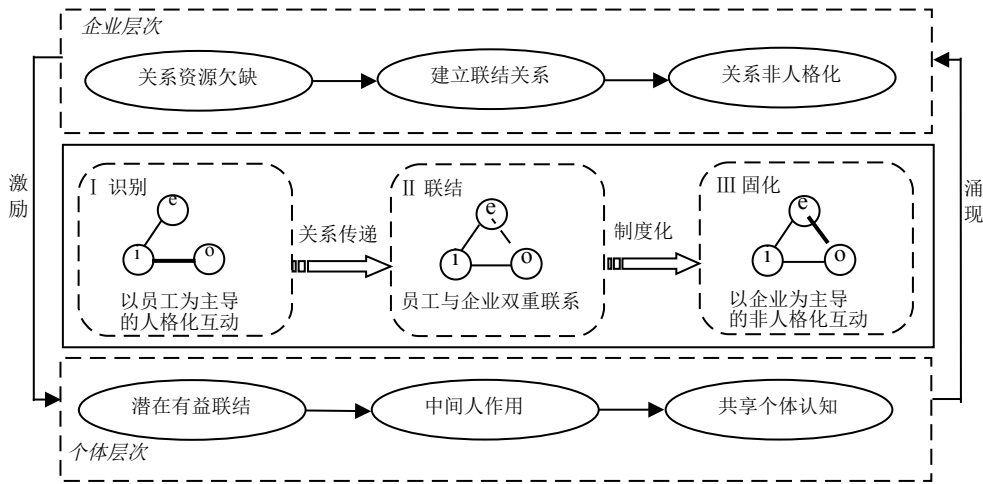 企业层次
关系资源欠缺
建立联结关系
关系非人格化
激
励
涌
现
Ⅰ 识别
e
i
o
以员工为主导
的人格化互动
关系传递
Ⅱ 联结
e
i
o
员工与企业双重联系
制度化
Ⅲ 固化
e
i
o
以企业为主导
的非人格化互动
潜在有益联结
中间人作用
共享个体认知
个体层次